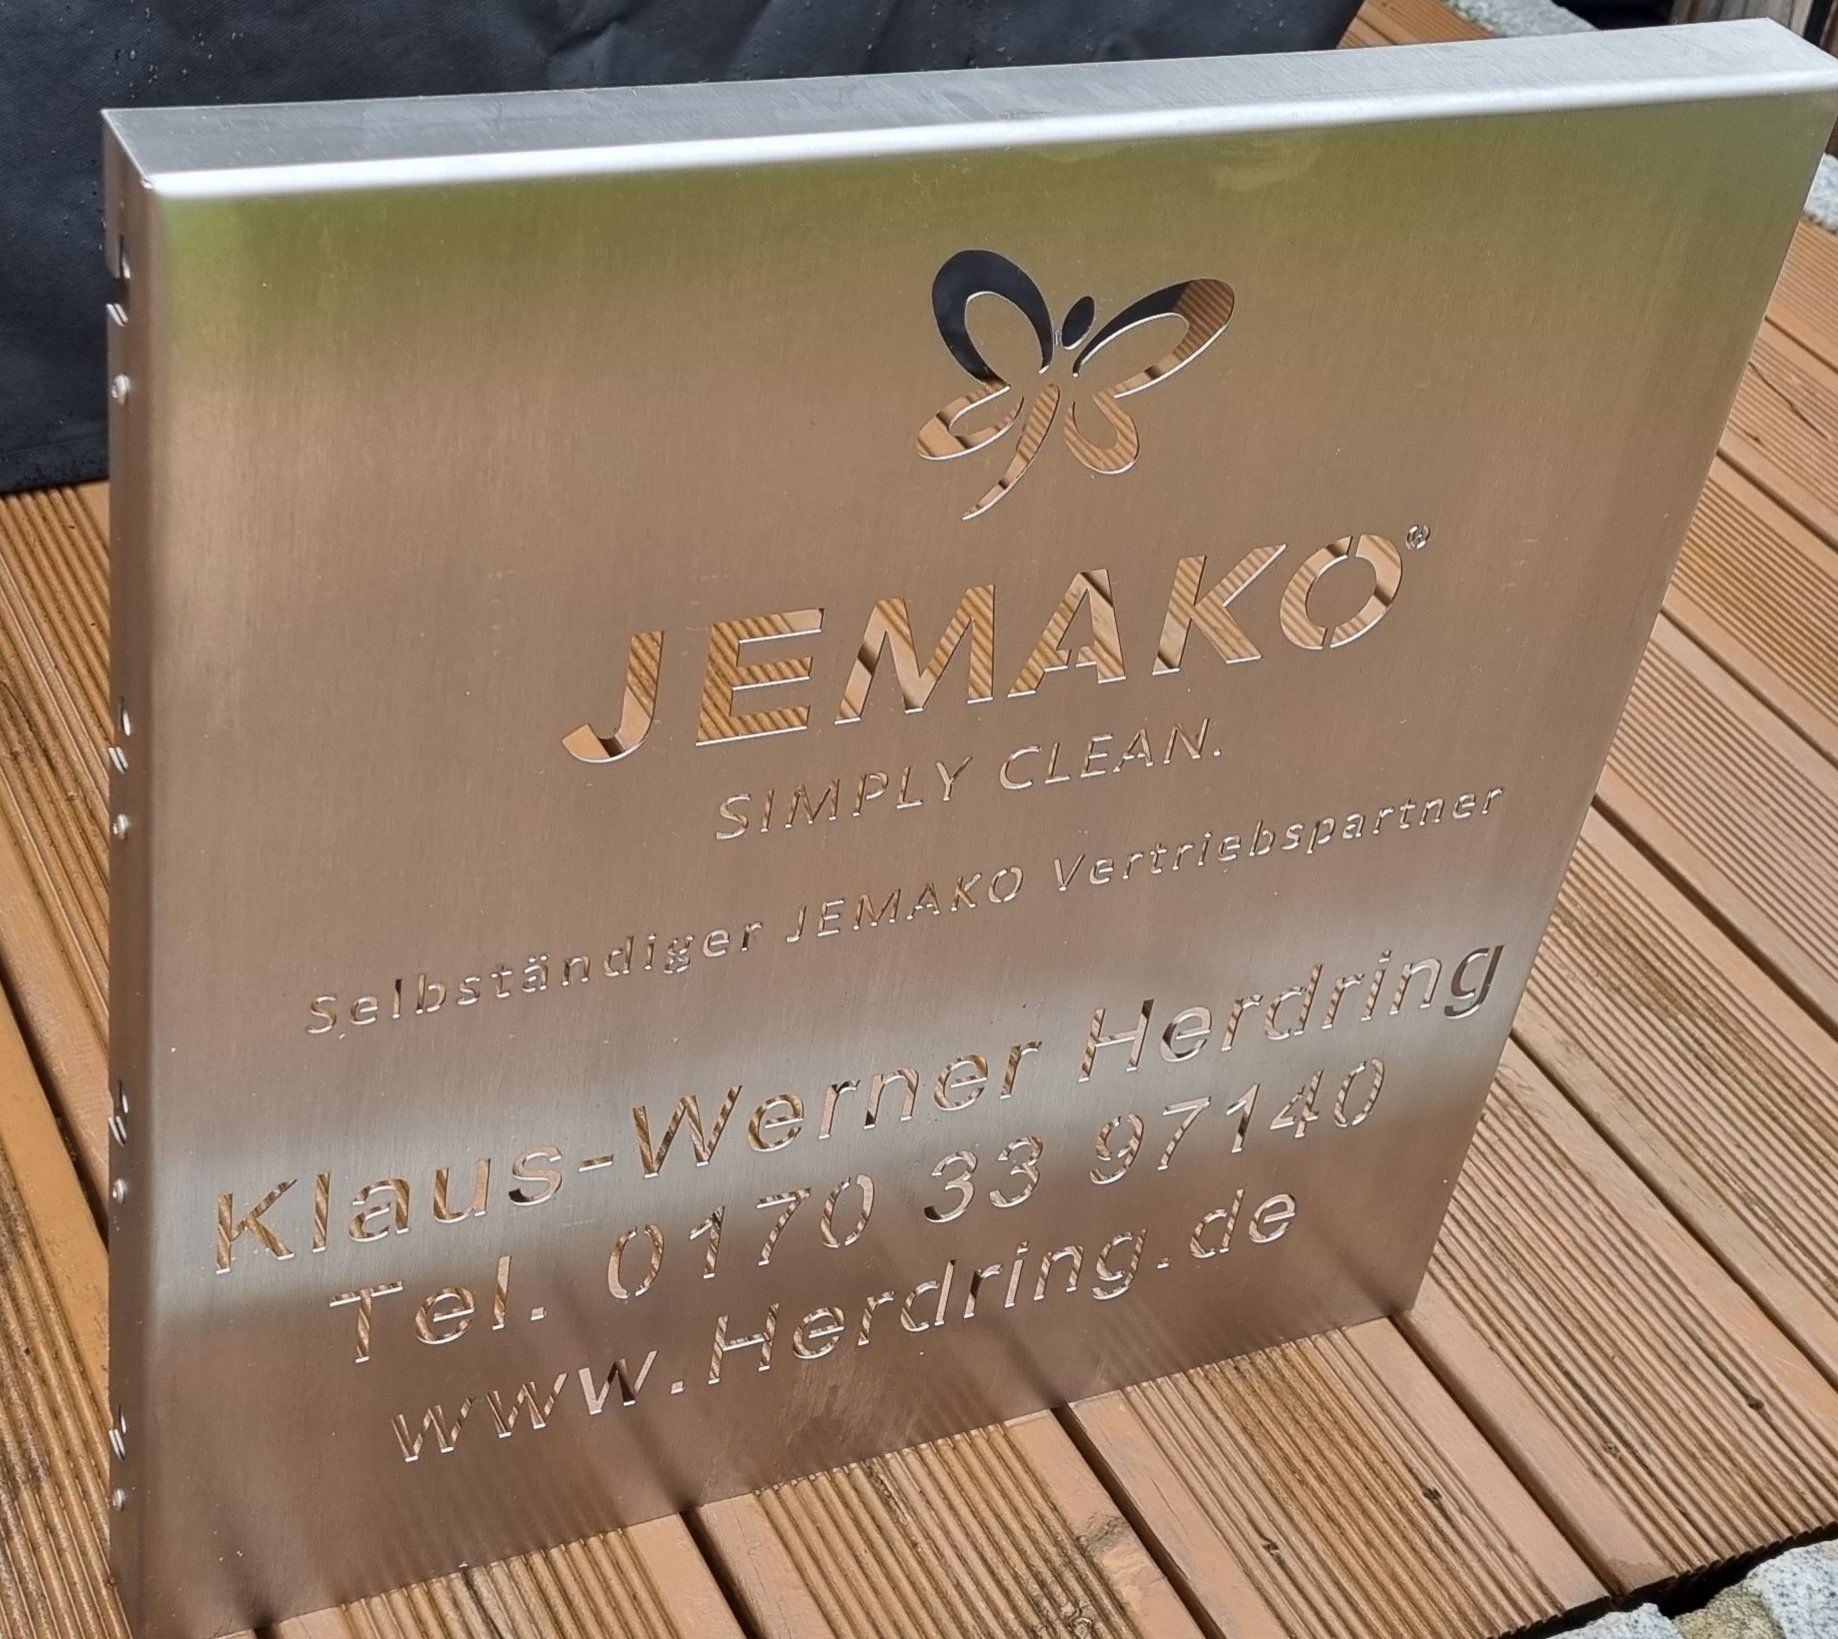 JEMAKO®
SIMPLY CLEAN.
Selbständiger JEMAKO Vertriebspartner
Klaus-Werner Herdring
Tel. 0170 33 97140
www.Herdring.de